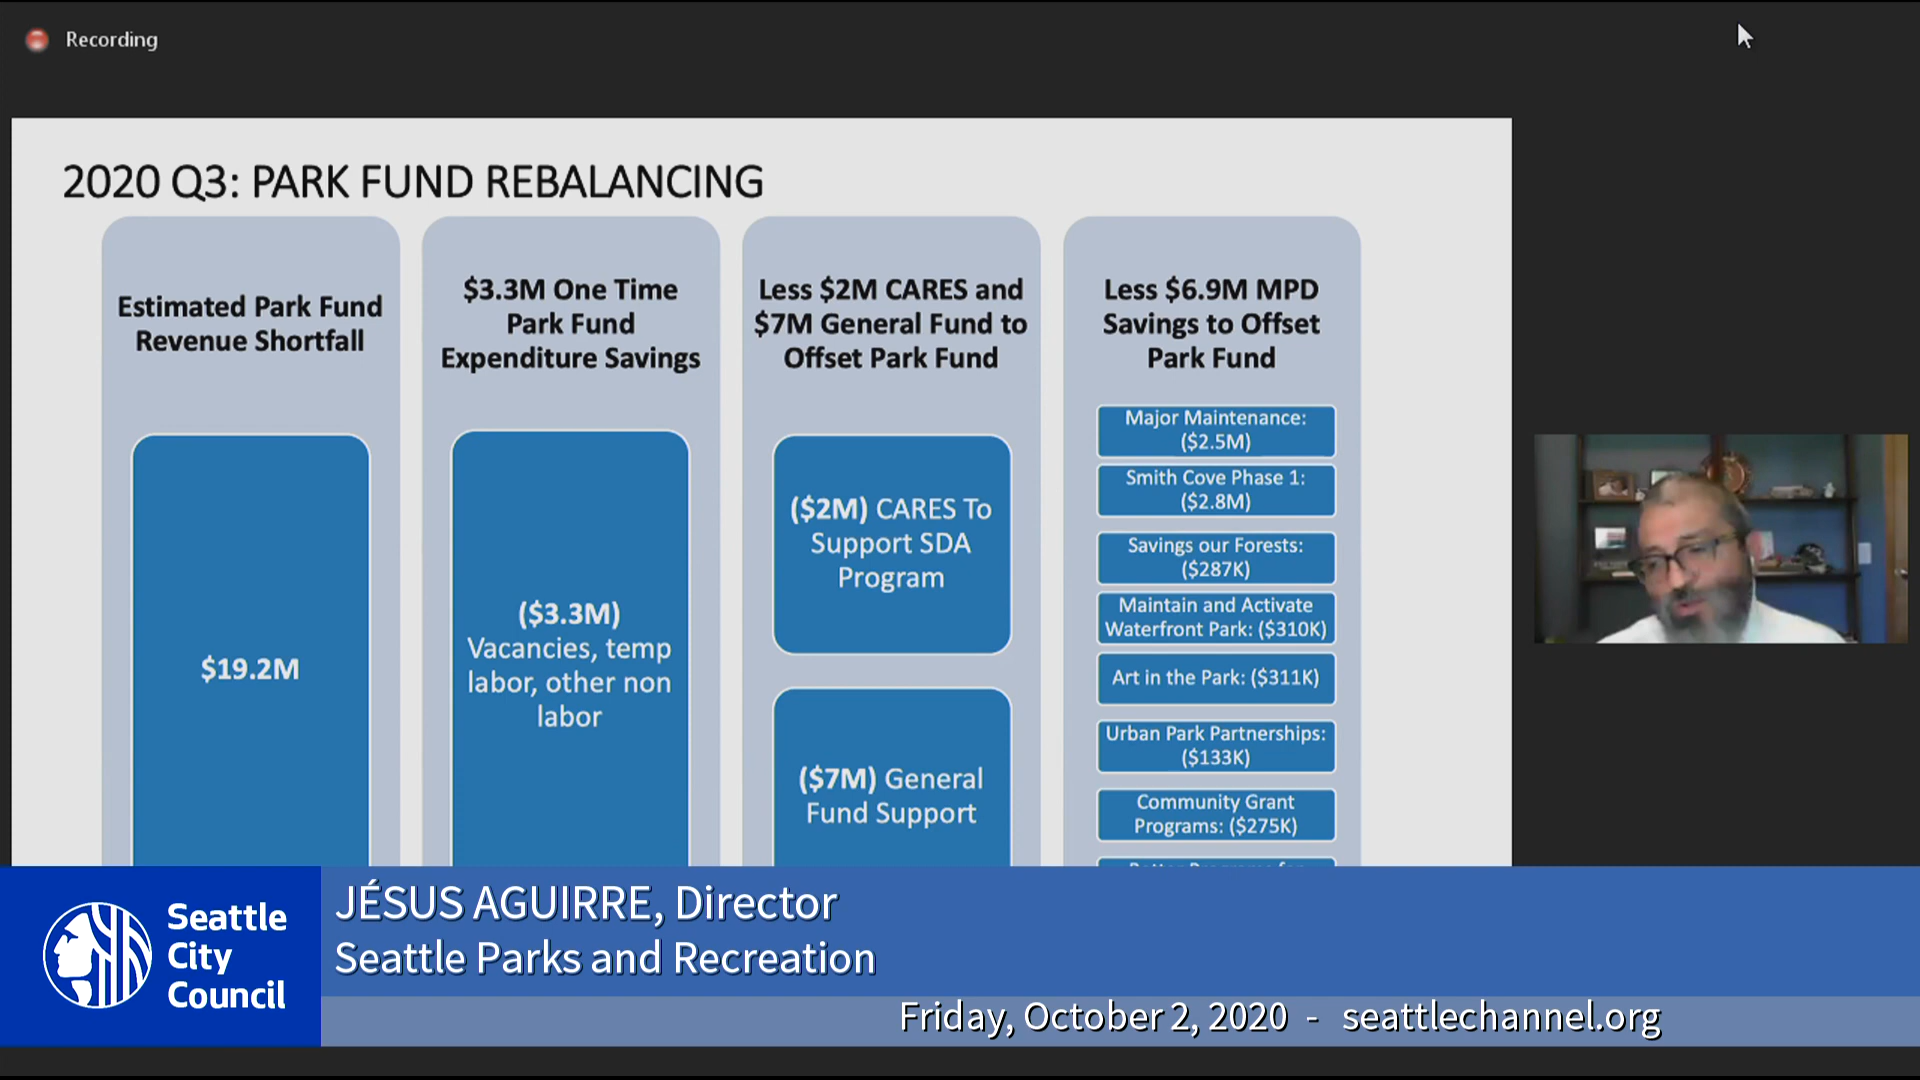 Recording
2020 Q3: PARK FUND REBALANCING
Estimated Park Fund
Revenue Shortfall
$19.2M
$3.3M One Time
Park Fund
Expenditure Savings
($3.3M)
Vacancies, temp
labor, other non
labor
Less $2M CARES and
$7M General Fund to
Offset Park Fund
($2M) CARES To
Support SDA
Program
($7M) General
Fund Support
Less $6.9M MPD
Savings to Offset
Park Fund
Major Maintenance:
($2.5M)
Smith Cove Phase 1:
($2.8M)
Savings our Forests:
($287K)
Maintain and Activate
Waterfront Park: ($310K)
Art in the Park: ($311K)
Urban Park Partnerships:
($133K)
Community Grant
Programs: ($275K)
Seattle
City
Council
JÉSUS AGUIRRE, Director
Seattle Parks and Recreation
Friday, October 2, 2020 - seattlechannel.org